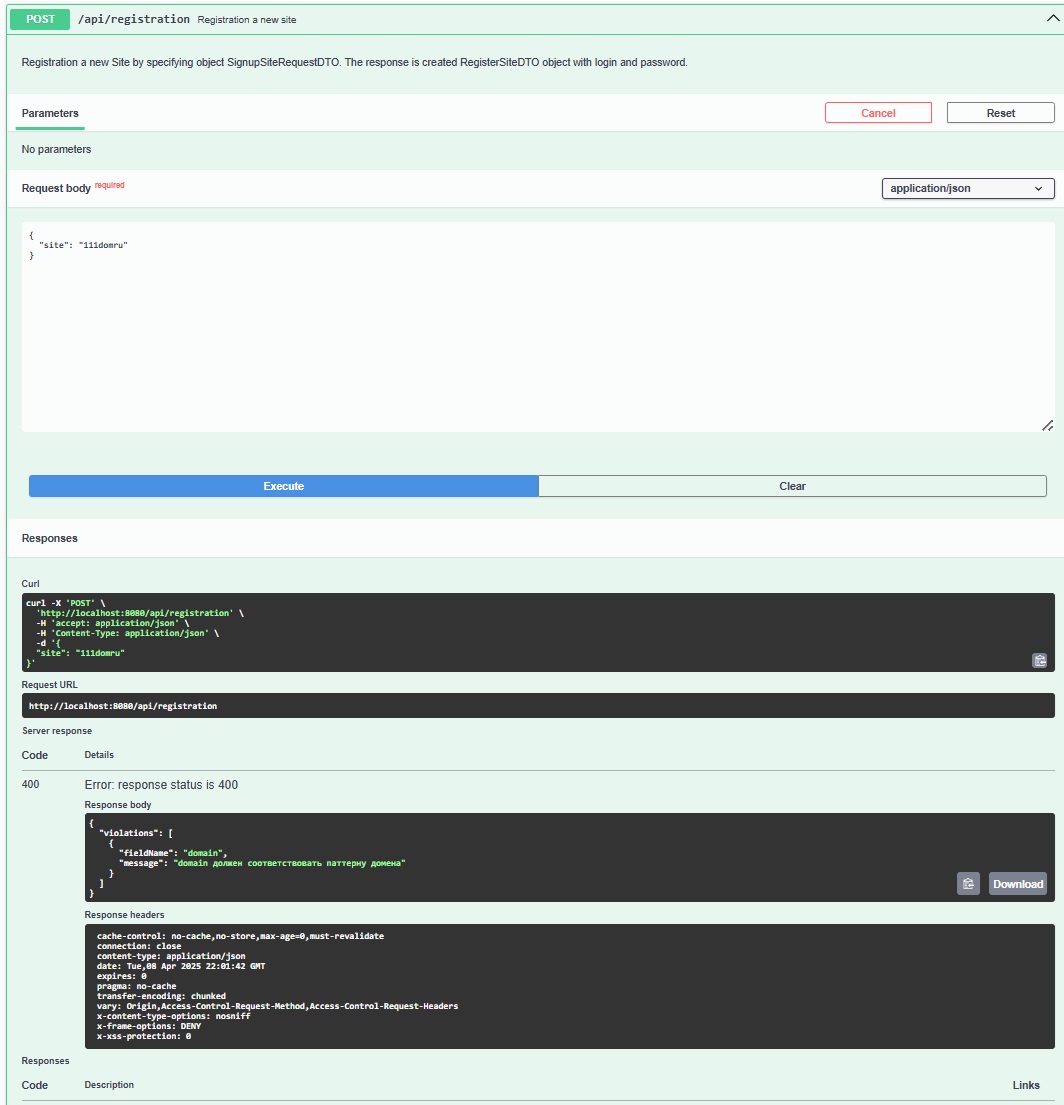 POST /api/registration Registration a new site
Registration a new Site by specifying object SignupSiteRequestDTO. The response is created RegisterSiteDTO object with login and password.
Parameters
Cancel
Reset
No parameters
Request body required
application/json
{
  "site": "111domru"
}
Execute
Clear
Responses
Curl
curl -X 'POST' \
  'http://localhost:8080/api/registration' \
  -H 'accept: application/json' \
  -H 'Content-Type: application/json' \
  -d '{
  "site": "111domru"
}'
Request URL
http://localhost:8080/api/registration
Server response
Code Details
400 Error: response status is 400
Response body
{
  "violations": [
    {
      "fieldName": "domain",
      "message": "domain должен соответствовать паттерну домена"
    }
  ]
}
Download
Response headers
cache-control: no-cache,no-store,max-age=0,must-revalidate
connection: close
content-type: application/json
date: Tue,08 Apr 2025 22:01:42 GMT
expires: 0
pragma: no-cache
transfer-encoding: chunked
vary: Origin,Access-Control-Request-Method,Access-Control-Request-Headers
x-content-type-options: nosniff
x-frame-options: DENY
x-xss-protection: 0
Responses
Code Description Links